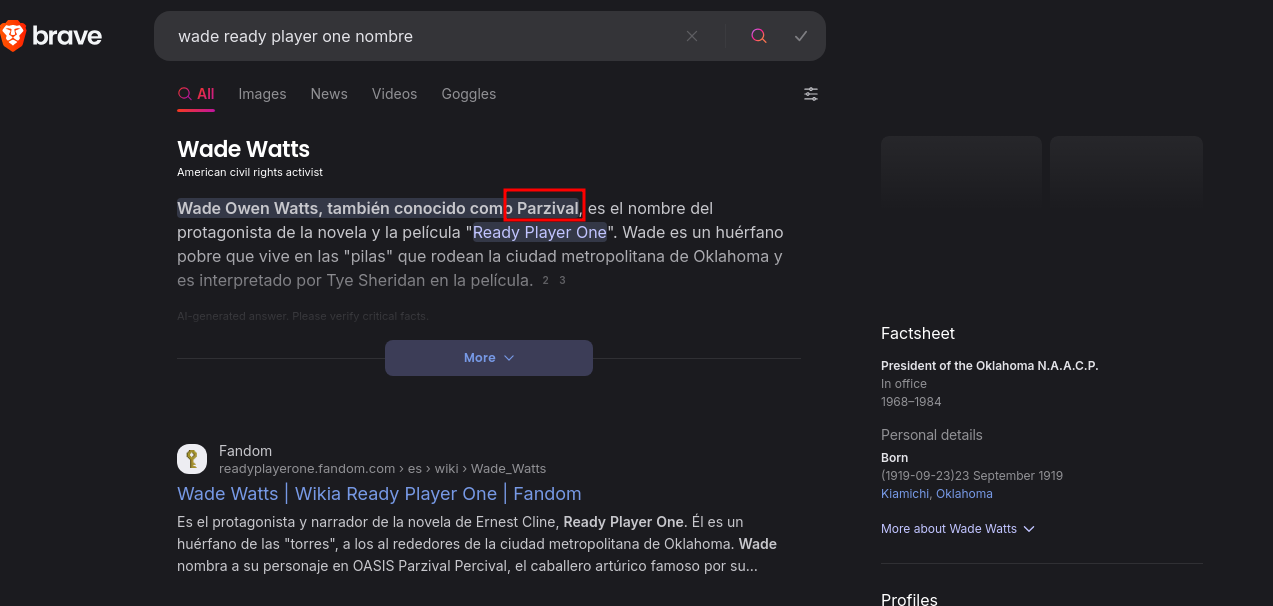 brave
wade ready player one nombre
All Images News Videos Goggles
Wade Watts
American civil rights activist
Wade Owen Watts, también conocido como Parzival, es el nombre del
protagonista de la novela y la película "Ready Player One". Wade es un huérfano
pobre que vive en las "pilas" que rodean la ciudad metropolitana de Oklahoma y
es interpretado por Tye Sheridan en la película. 2 3
AI-generated answer. Please verify critical facts.
More
Fandom
readyplayerone.fandom.com › es › wiki › Wade_Watts
Wade Watts | Wikia Ready Player One | Fandom
Es el protagonista y narrador de la novela de Ernest Cline, Ready Player One. Él es un
huérfano de las "torres", a los al rededores de la ciudad metropolitana de Oklahoma. Wade
nombra a su personaje en OASIS Parzival Percival, el caballero artúrico famoso por su...
Factsheet
President of the Oklahoma N.A.A.C.P.
In office
1968–1984
Personal details
Born
(1919-09-23)23 September 1919
Kiamichi, Oklahoma
More about Wade Watts
Profiles